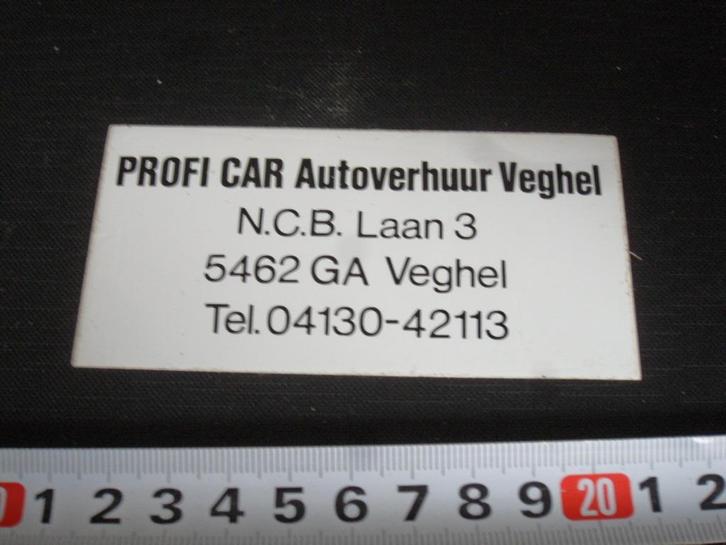 PROFI CAR Autoverhuur Veghel
N.C.B. Laan 3
5462 GA Veghel
Tel. 04130-42113
1 2 3 4 5 6 7 8 9 20 1 2